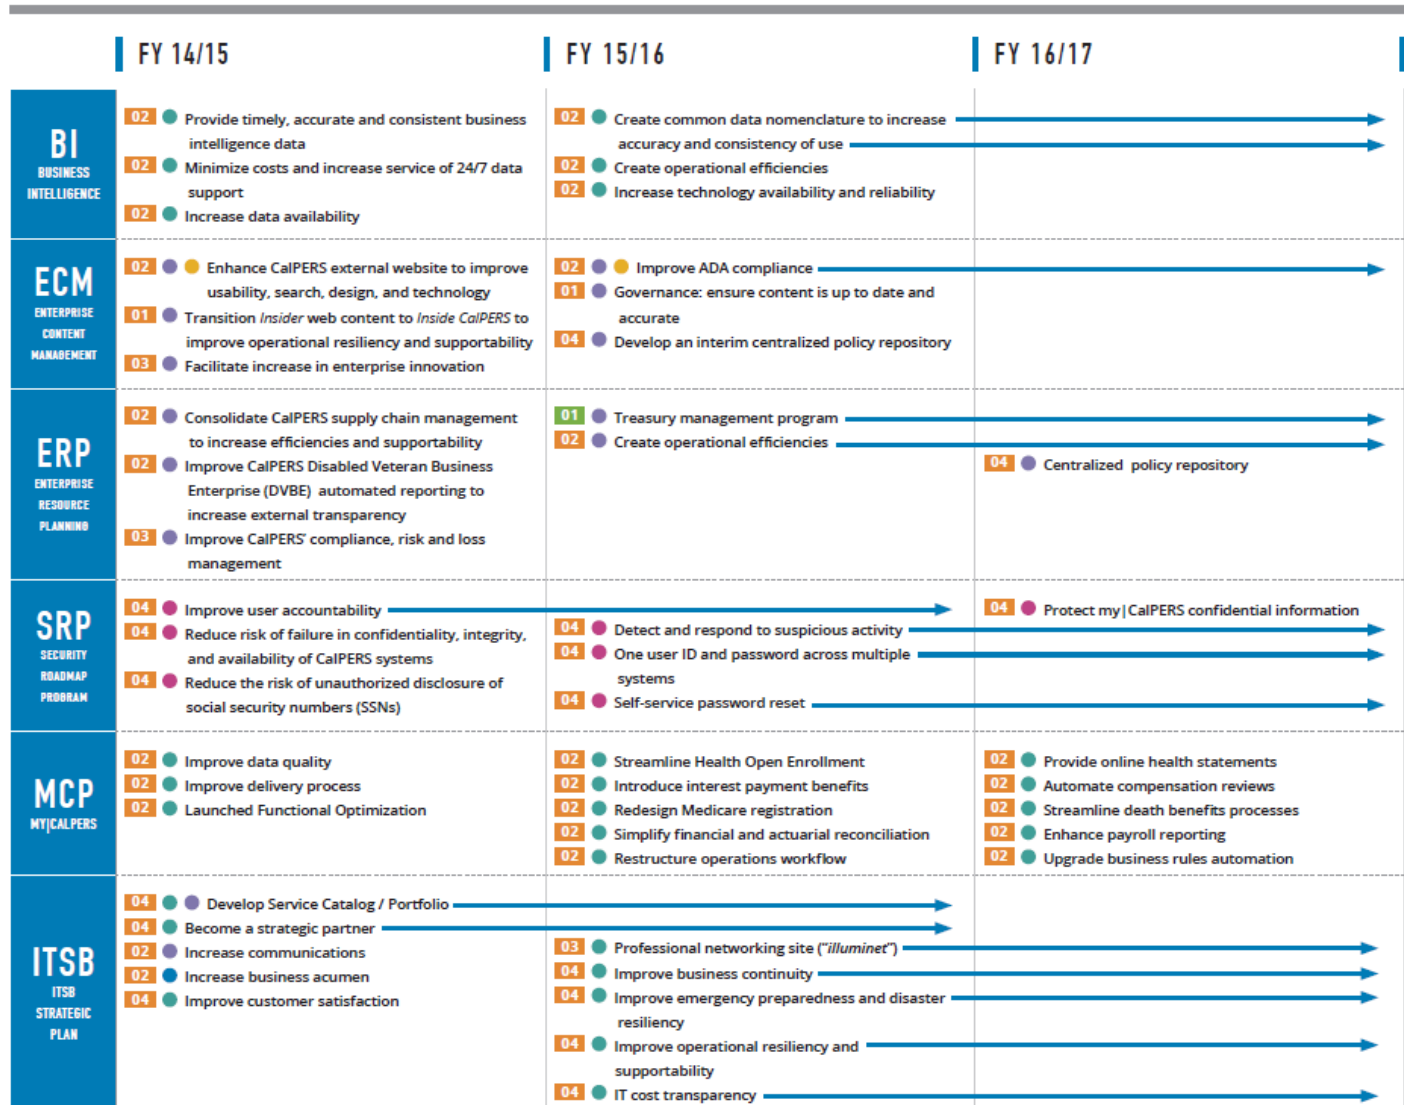 FY 14/15
FY 15/16
FY 16/17
BI
BUSINESS
INTELLIGENCE
02 Provide timely, accurate and consistent business
intelligence data
02 Minimize costs and increase service of 24/7 data
support
02 Increase data availability
02 Create common data nomenclature to increase
accuracy and consistency of use
02 Create operational efficiencies
02 Increase technology availability and reliability
ECM
ENTERPRISE
CONTENT
MANAGEMENT
02 Enhance CalPERS external website to improve
usability, search, design, and technology
01 Transition Insider web content to Inside CalPERS to
improve operational resiliency and supportability
03 Facilitate increase in enterprise innovation
02 Improve ADA compliance
01 Governance: ensure content is up to date and
accurate
04 Develop an interim centralized policy repository
ERP
ENTERPRISE
RESOURCE
PLANNING
02 Consolidate CalPERS supply chain management
to increase efficiencies and supportability
02 Improve CalPERS Disabled Veteran Business
Enterprise (DVBE) automated reporting to
increase external transparency
03 Improve CalPERS' compliance, risk and loss
management
01 Treasury management program
02 Create operational efficiencies
04 Centralized policy repository
SRP
SECURITY
ROADMAP
PROGRAM
04 Improve user accountability
04 Reduce risk of failure in confidentiality, integrity,
and availability of CalPERS systems
04 Reduce the risk of unauthorized disclosure of
social security numbers (SSNs)
04 Detect and respond to suspicious activity
04 One user ID and password across multiple
systems
04 Self-service password reset
04 Protect my|CalPERS confidential information
MCP
MY|CALPERS
02 Improve data quality
02 Improve delivery process
02 Launched Functional Optimization
02 Streamline Health Open Enrollment
02 Introduce interest payment benefits
02 Redesign Medicare registration
02 Simplify financial and actuarial reconciliation
02 Restructure operations workflow
02 Provide online health statements
02 Automate compensation reviews
02 Streamline death benefits processes
02 Enhance payroll reporting
02 Upgrade business rules automation
ITSB
ITSB
STRATEGIC
PLAN
04 Develop Service Catalog / Portfolio
04 Become a strategic partner
02 Increase communications
02 Increase business acumen
04 Improve customer satisfaction
03 Professional networking site ("illuminet")
04 Improve business continuity
04 Improve emergency preparedness and disaster
resiliency
04 Improve operational resiliency and
supportability
04 IT cost transparency